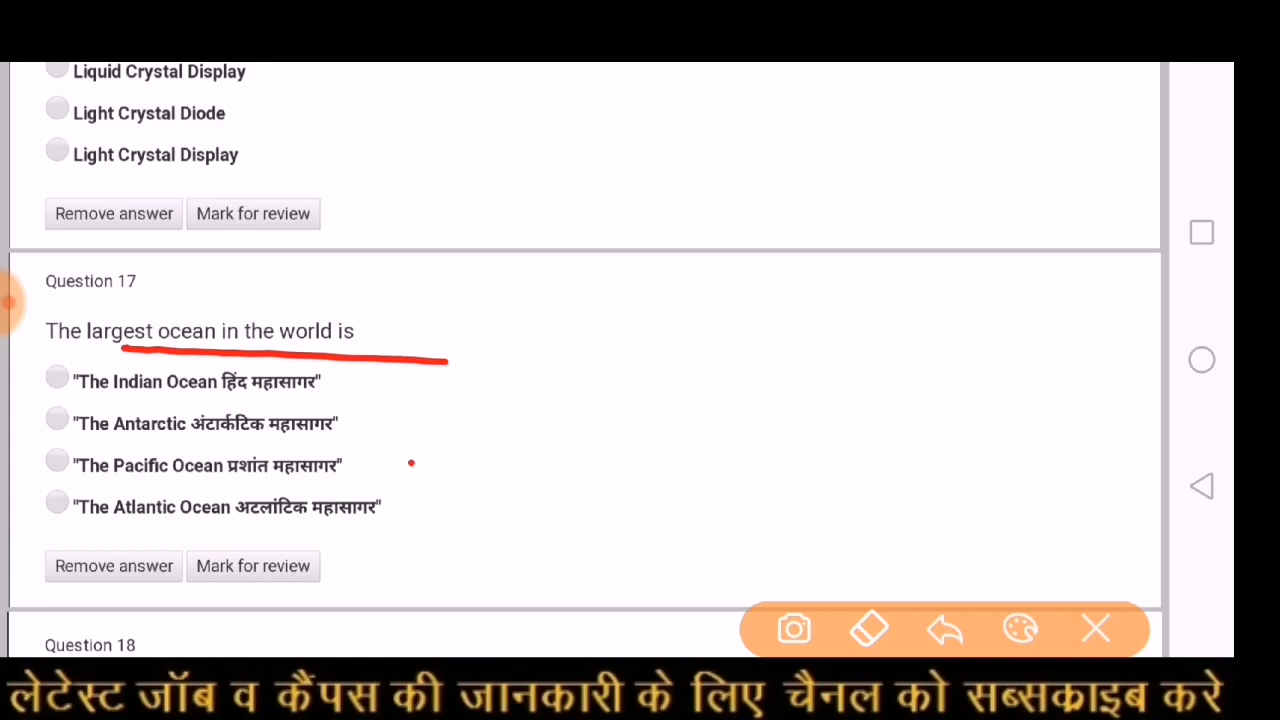 Liquid Crystal Display
Light Crystal Diode
Light Crystal Display
Remove answer Mark for review
Question 17
The largest ocean in the world is
"The Indian Ocean हिंद महासागर"
"The Antarctic अंटार्कटिक महासागर"
"The Pacific Ocean प्रशांत महासागर"
"The Atlantic Ocean अटलांटिक महासागर"
Remove answer Mark for review
Question 18
लेटेस्ट जॉब व कैंपस की जानकारी के लिए चैनल को सब्सक्राइब करे